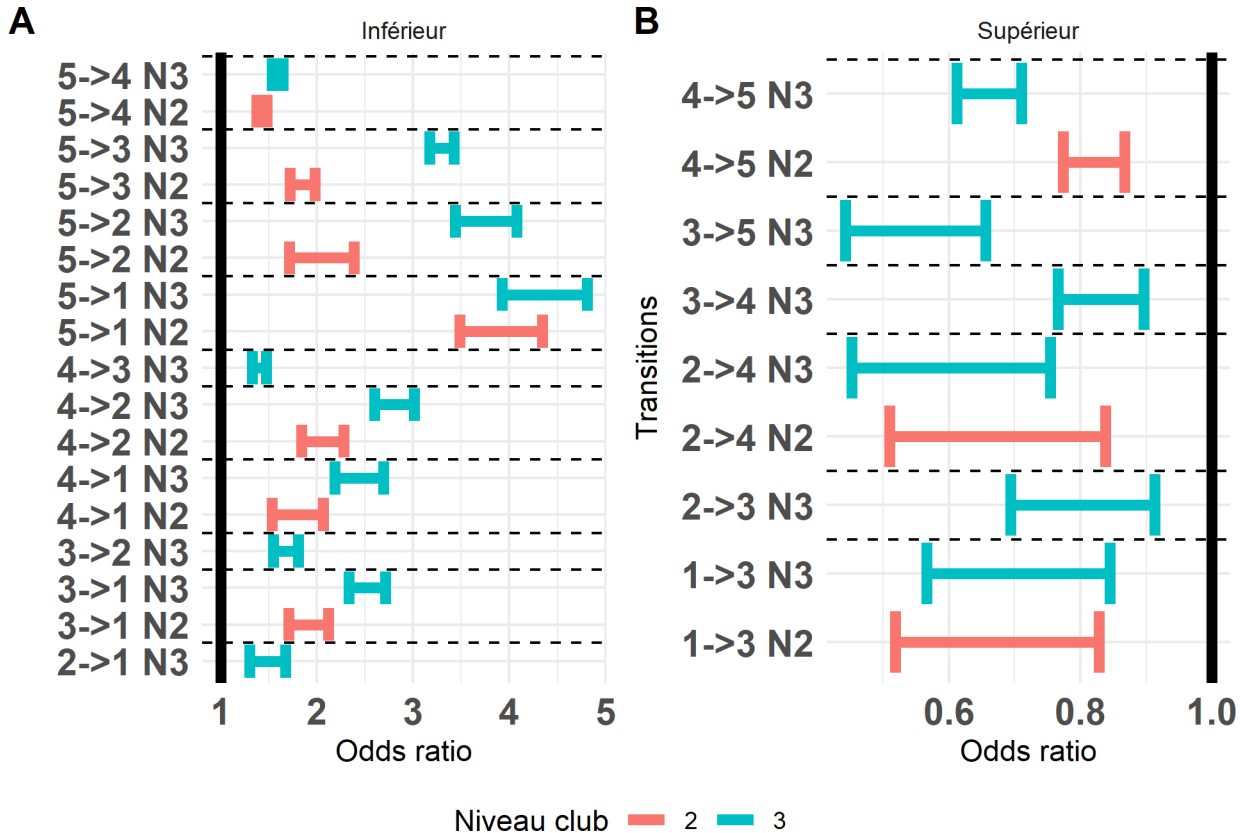 A
Inférieur
5->4 N3
5->4 N2
5->3 N3
5->3 N2
5->2 N3
5->2 N2
5->1 N3
5->1 N2
4->3 N3
4->2 N3
4->2 N2
4->1 N3
4->1 N2
3->2 N3
3->1 N3
3->1 N2
2->1 N3
1 2 3 4 5
Odds ratio
B
Supérieur
Transitions
4->5 N3
4->5 N2
3->5 N3
3->4 N3
2->4 N3
2->4 N2
2->3 N3
1->3 N3
1->3 N2
0.6 0.8 1.0
Odds ratio
Niveau club 2 3